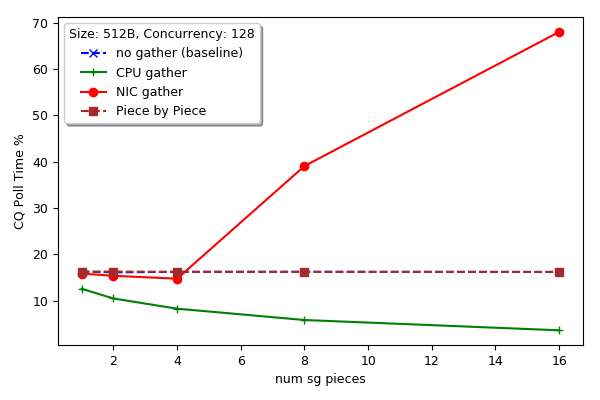 Size: 512B, Concurrency: 128
no gather (baseline)
CPU gather
NIC gather
Piece by Piece
CQ Poll Time %
70
60
50
40
30
20
10
2 4 6 8 10 12 14 16
num sg pieces